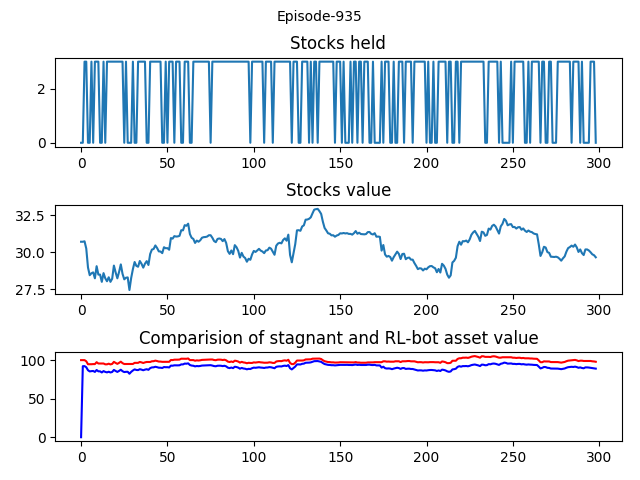 Episode-935
Stocks held
2
0
0 50 100 150 200 250 300
Stocks value
32.5
30.0
27.5
0 50 100 150 200 250 300
Comparision of stagnant and RL-bot asset value
100
50
0
0 50 100 150 200 250 300